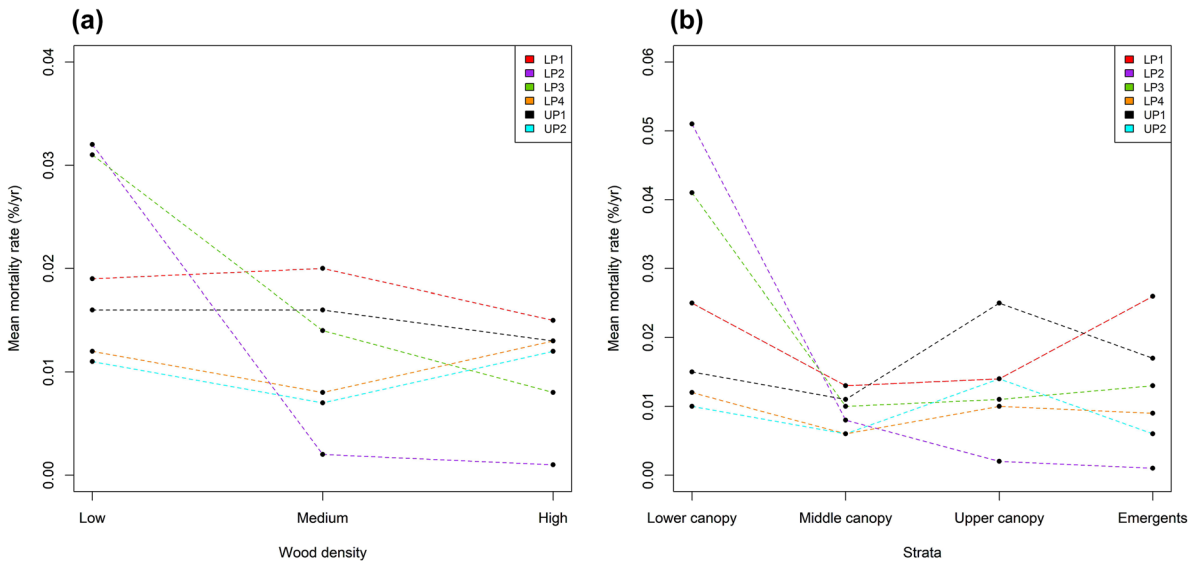 (a)
Mean mortality rate (%/yr)
0.04
0.03
0.02
0.01
0.00
LP1
LP2
LP3
LP4
UP1
UP2
Low Medium High
Wood density
(b)
Mean mortality rate (%/yr)
0.06
0.05
0.04
0.03
0.02
0.01
0.00
LP1
LP2
LP3
LP4
UP1
UP2
Lower canopy Middle canopy Upper canopy Emergents
Strata